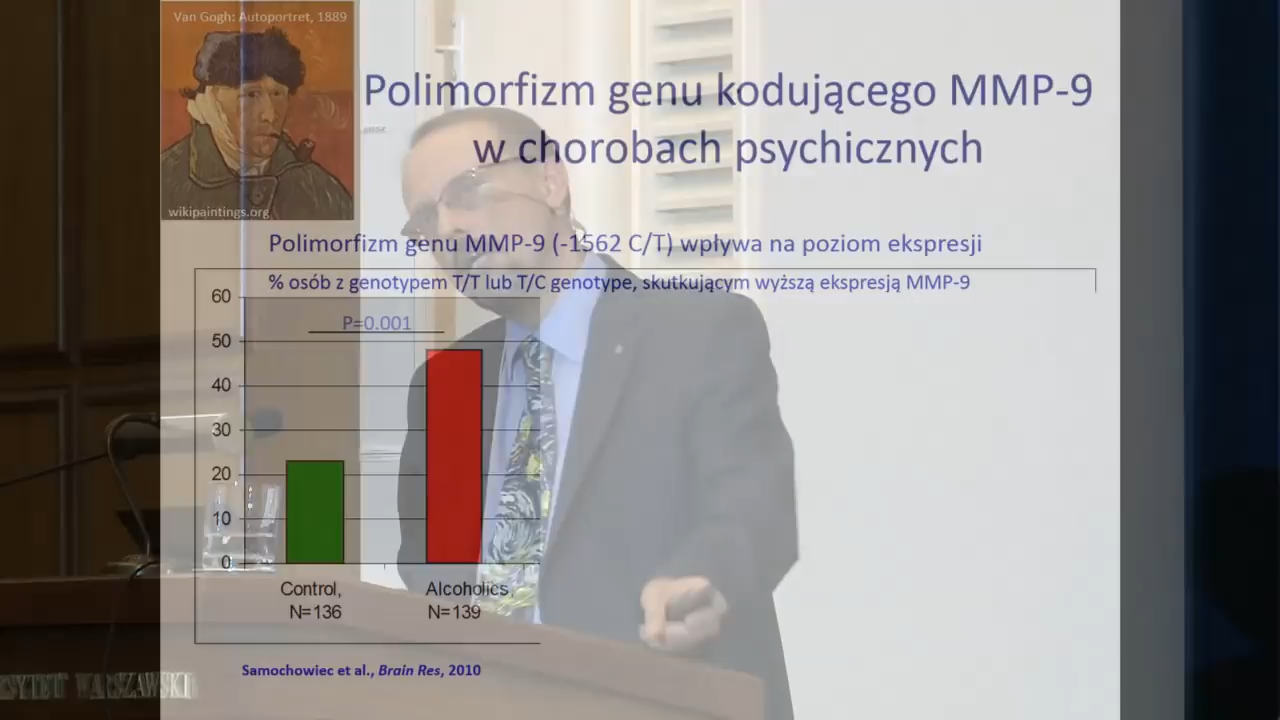 Van Gogh: Autoportret, 1889
wikipaintings.org
Polimorfizm genu kodującego MMP-9
w chorobach psychicznych
Polimorfizm genu MMP-9 (-1562 C/T) wpływa na poziom ekspresji
% osób z genotypem T/T lub T/C genotype, skutkującym wyższą ekspresją MMP-9
60
P=0.001
50
40
30
20
10
0
Control,
N=136
Alcoholics,
N=139
Samochowiec et al., Brain Res, 2010
WARSZAWSKI